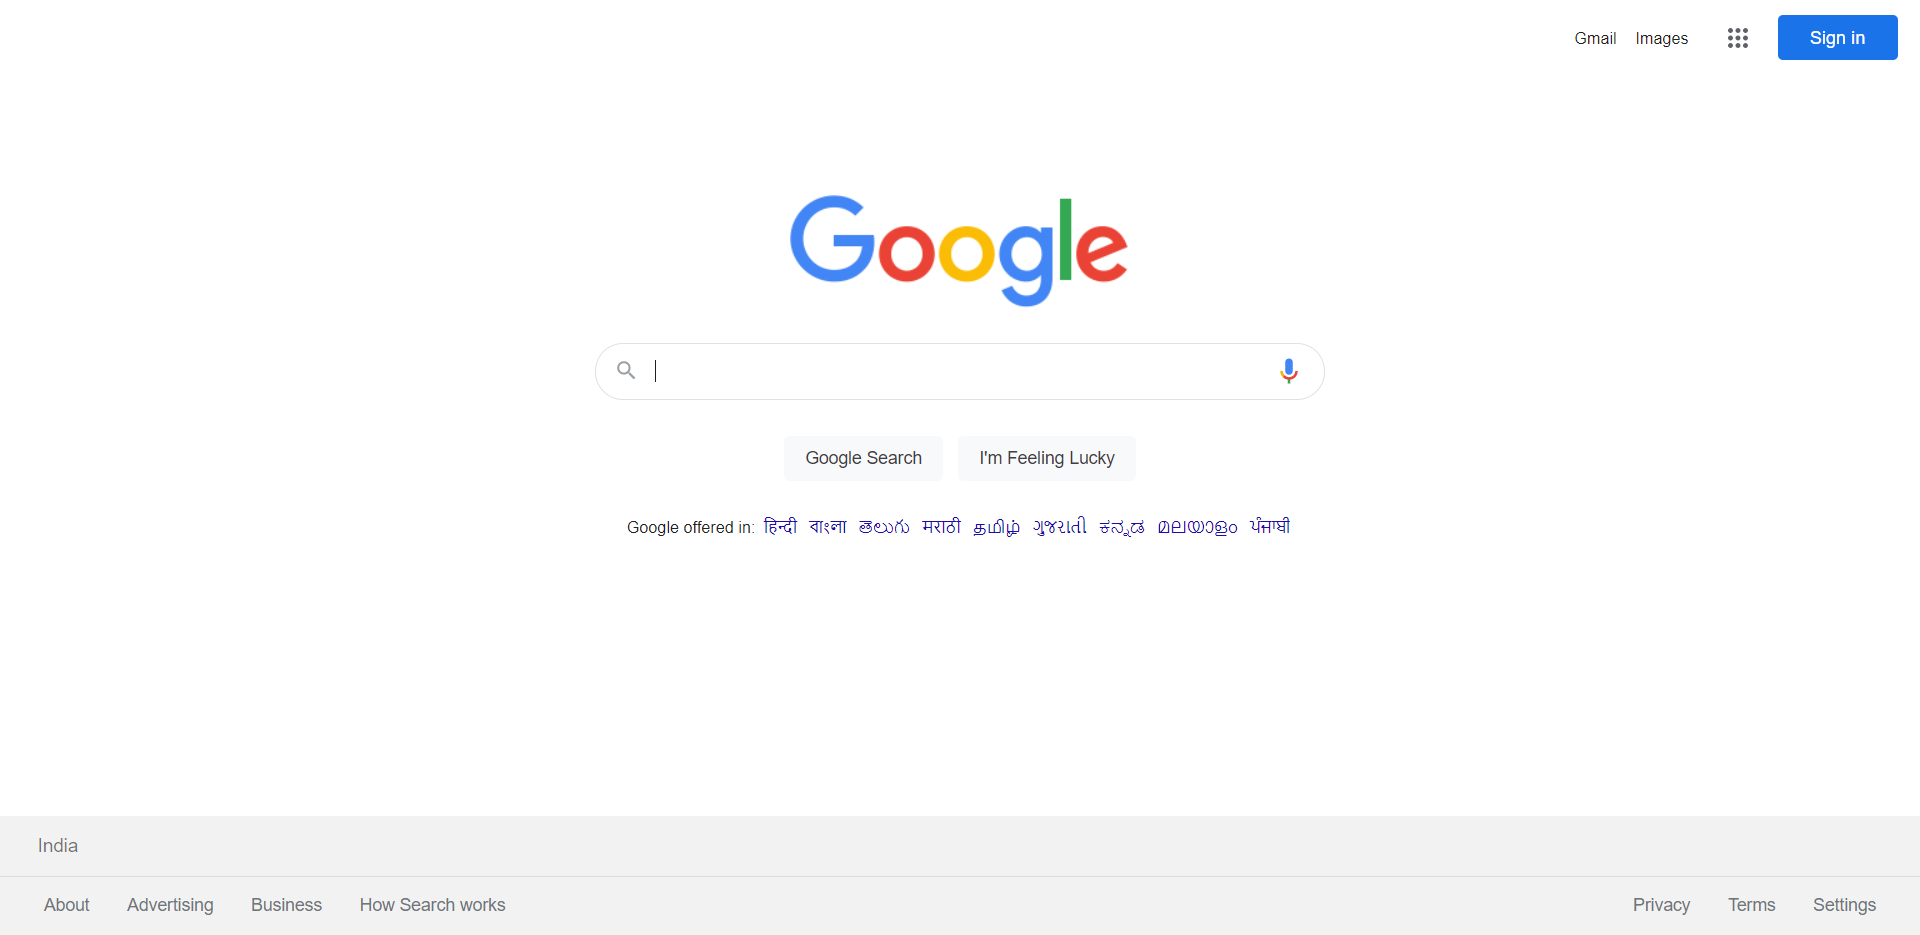 Gmail Images Sign in
Google
Google Search I'm Feeling Lucky
Google offered in: हिन्दी বাংলা తెలుగు मराठी தமிழ் ગુજરાતી ಕನ್ನಡ മലയാളം ਪੰਜਾਬੀ
India
About Advertising Business How Search works Privacy Terms Settings